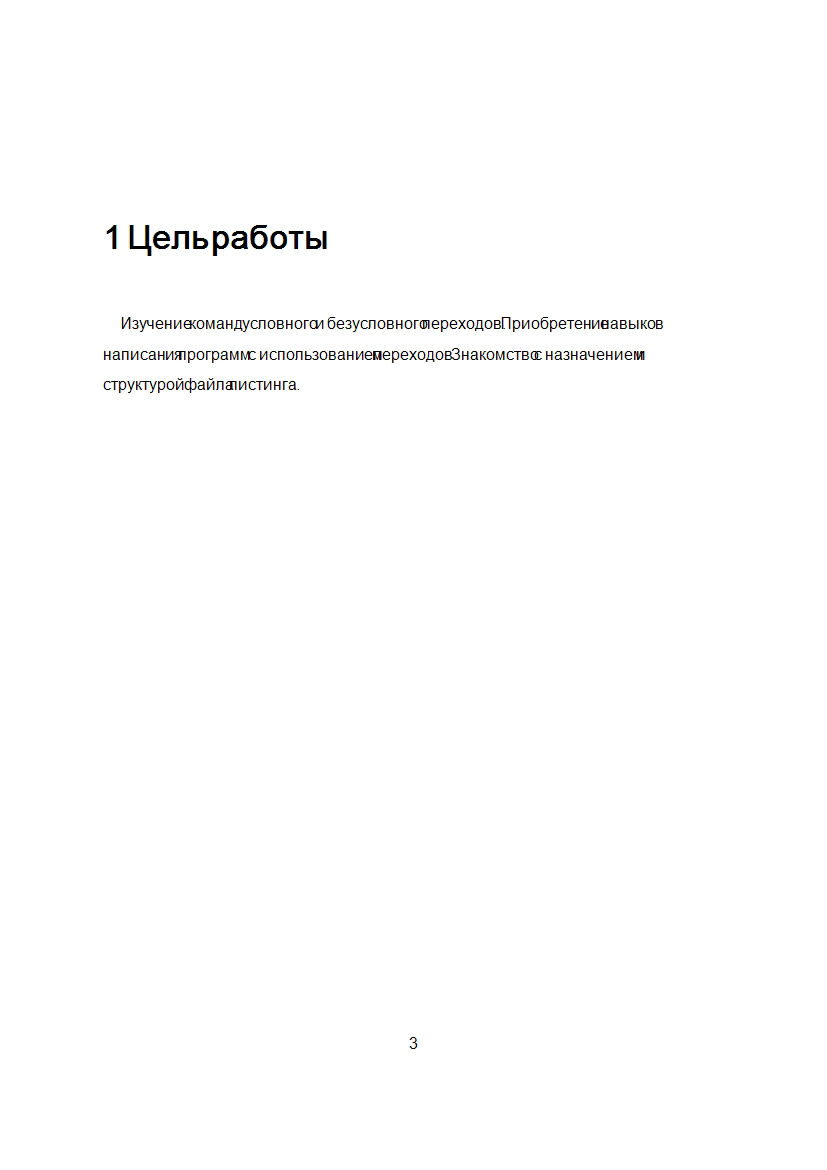 1 Цель работы
Изучение команд условного и безусловного переходов. Приобретение навыков
написания программ с использованием переходов. Знакомство с назначением и
структурой файла листинга.
3